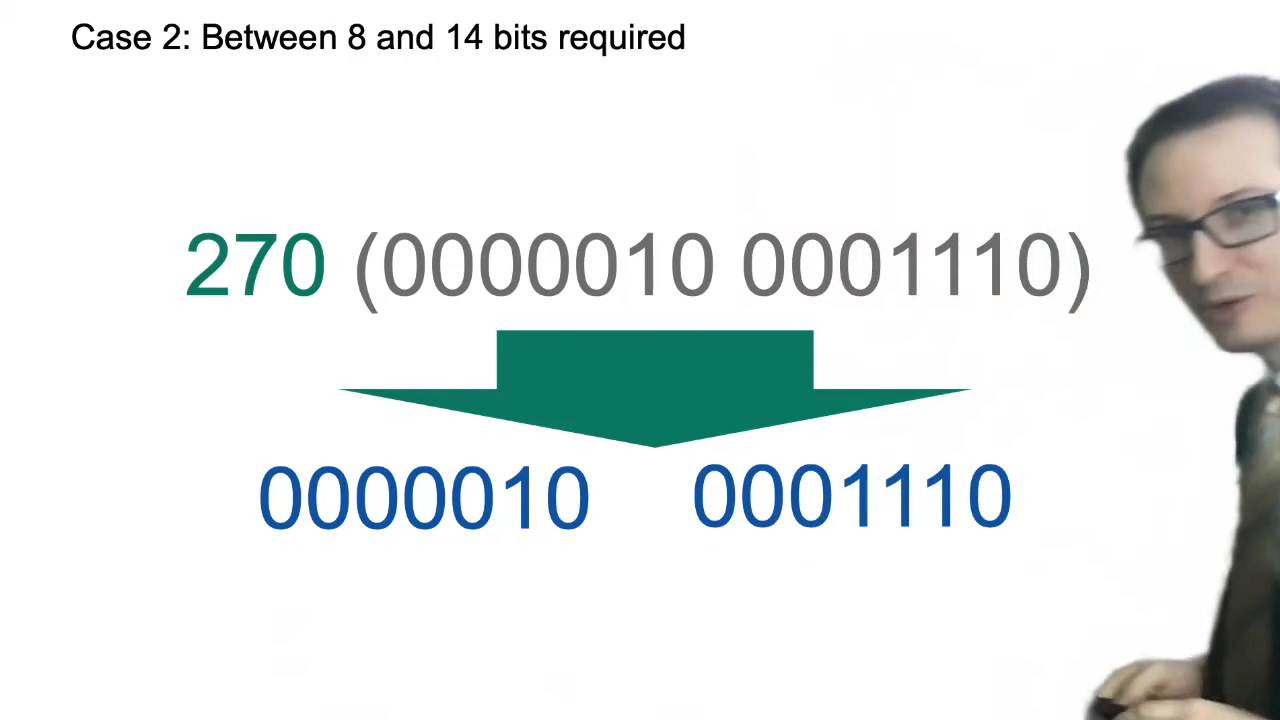 Case 2: Between 8 and 14 bits required
270 (0000010 0001110)
0000010 0001110